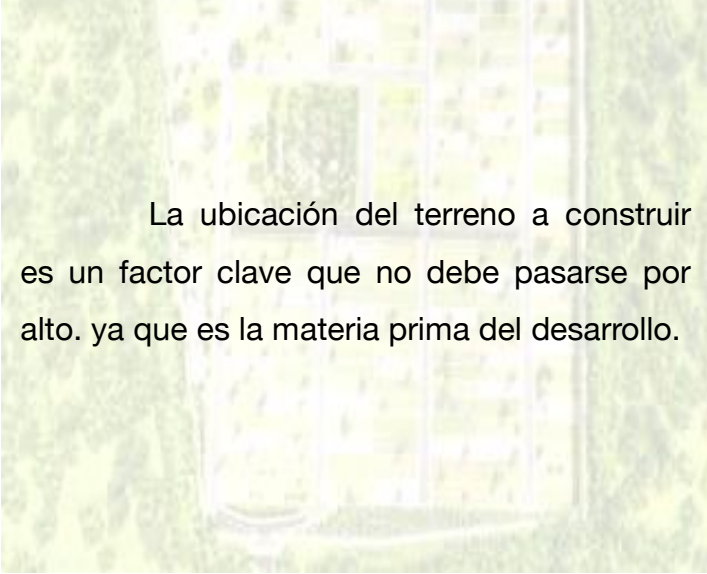 La ubicación del terreno a construir
es un factor clave que no debe pasarse por
alto. ya que es la materia prima del desarrollo.